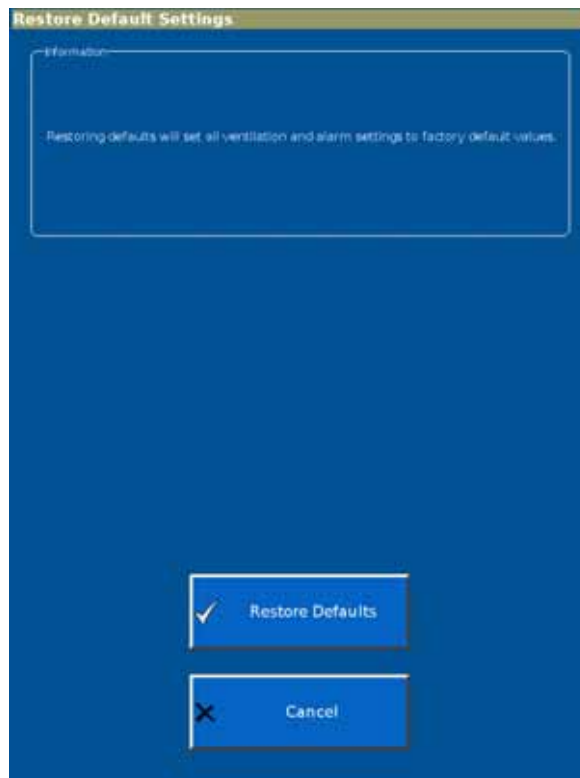 Restore Default Settings
Information
Restoring defaults will set all ventilation and alarm settings to factory default values.
Restore Defaults
Cancel